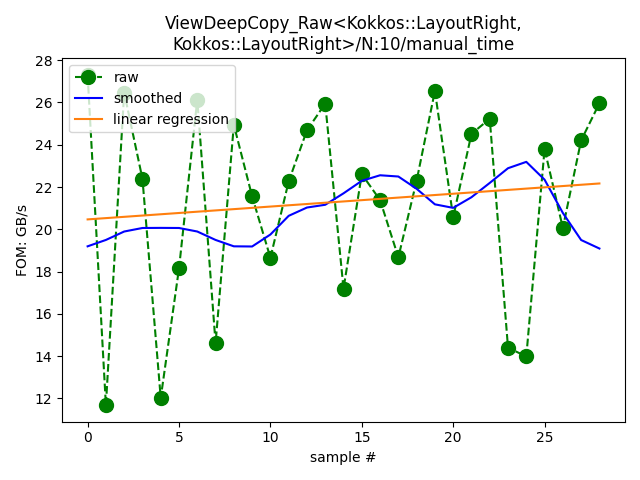 ViewDeepCopy_Raw<Kokkos::LayoutRight,
Kokkos::LayoutRight>/N:10/manual_time
raw
smoothed
linear regression
FOM: GB/s
28
26
24
22
20
18
16
14
12
0
5
10
15
20
25
sample #